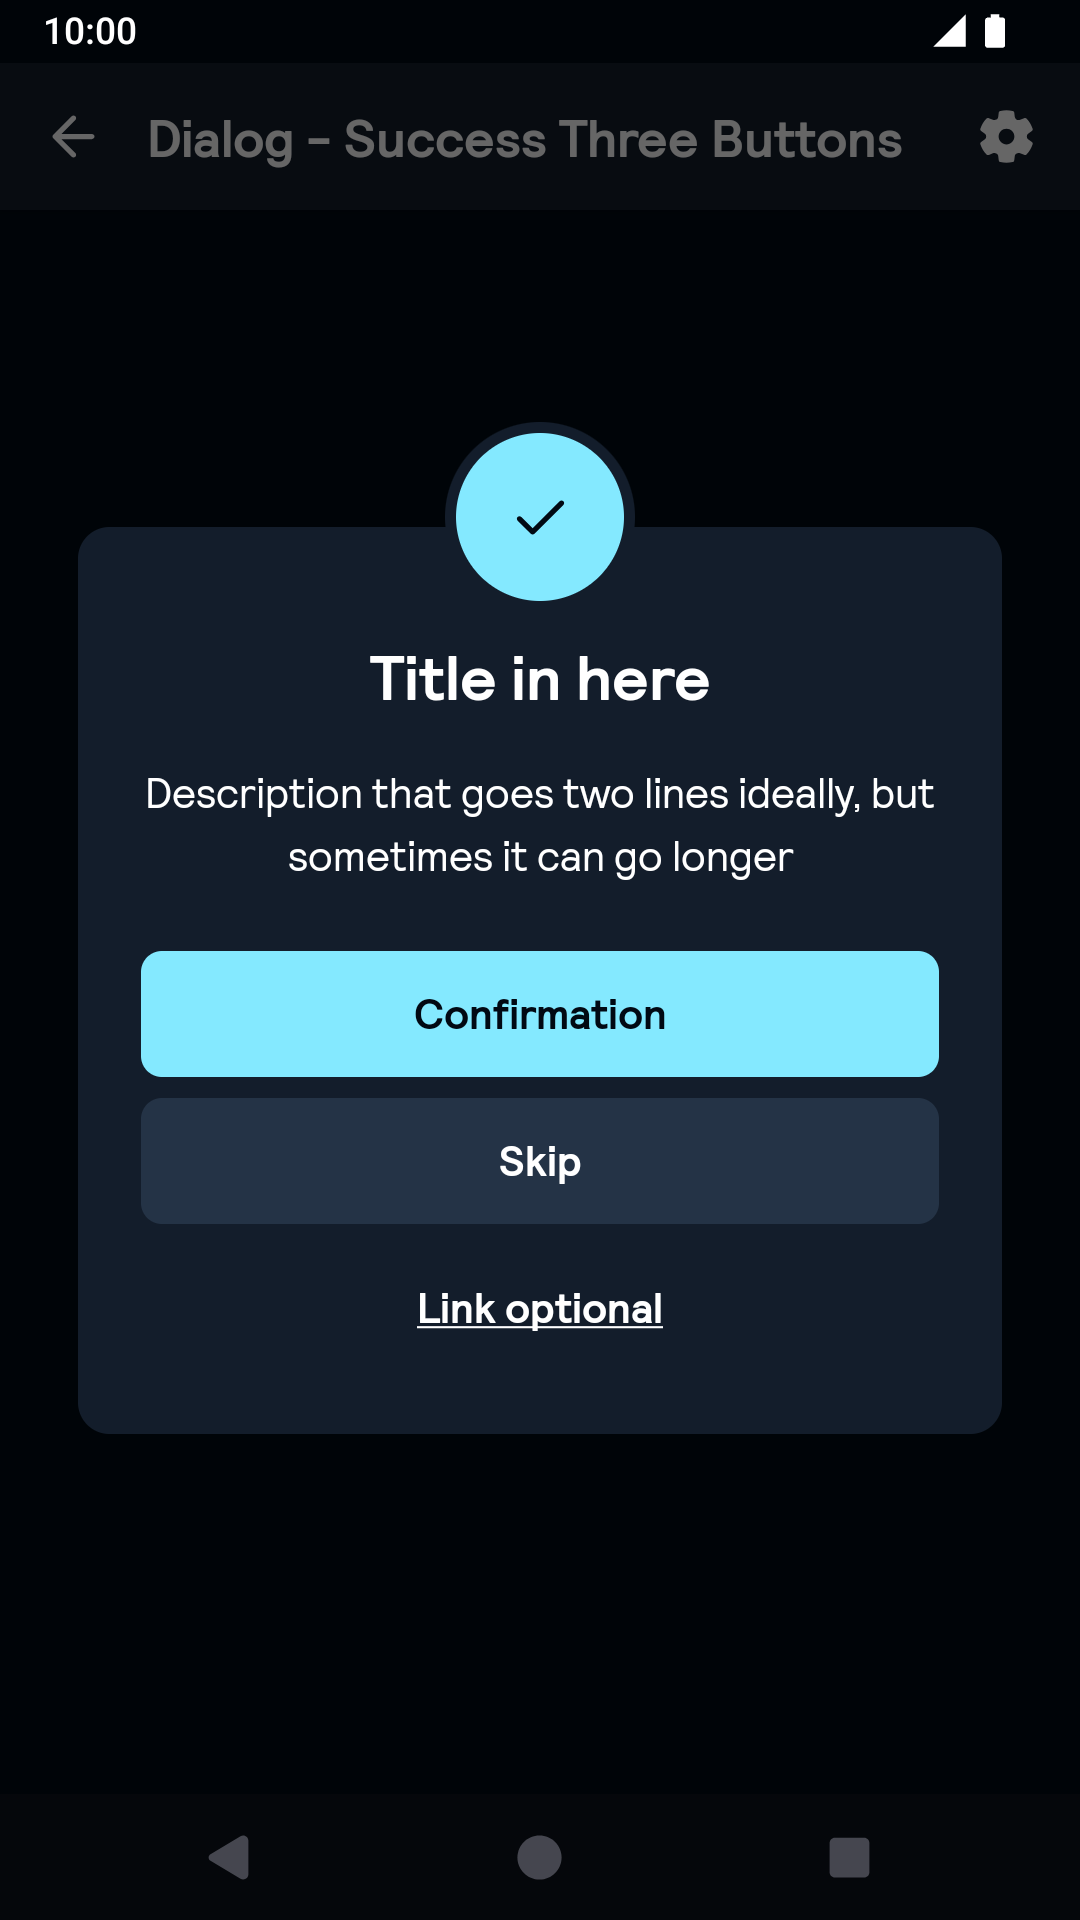 10:00
Dialog - Success Three Buttons
Title in here
Description that goes two lines ideally, but
sometimes it can go longer
Confirmation
Skip
Link optional